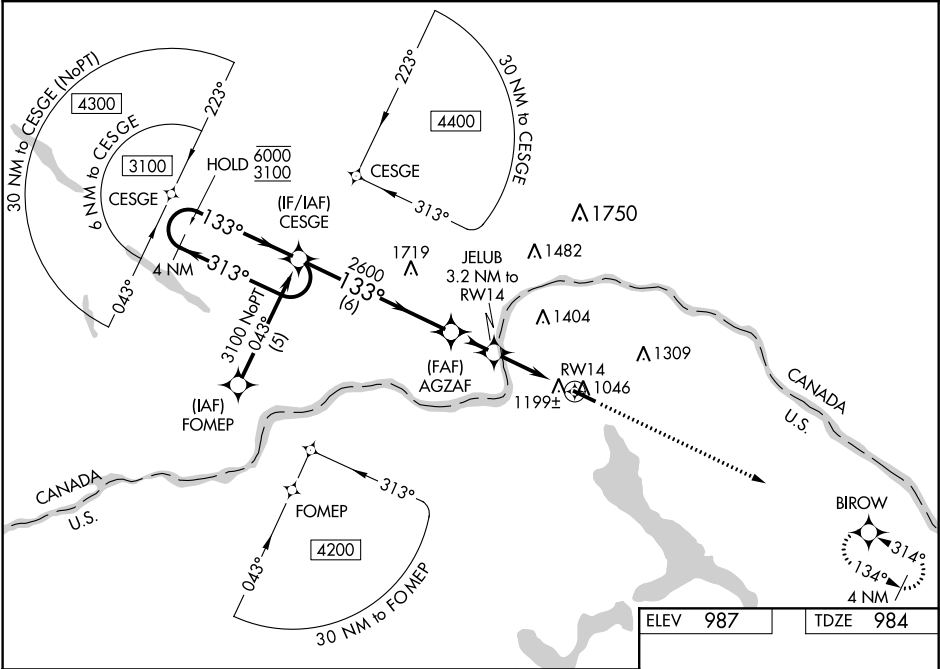 30 NM to CESGE (NoPT)
4300
6 NM to CESGE
3100
CESGE
223°
043°
HOLD 6000
3100
4 NM
133°
313°
(IF/IAF)
CESGE
3100 NoPT
043°
(5)
(IAF)
FOMEP
223°
4400
30 NM to CESGE
CESGE
313°
1719
2600
133°
(6)
JELUB
3.2 NM to
RW14
1750
1482
1404
1309
(FAF)
AGZAF
RW14
1199±
1046
CANADA
U.S.
CANADA
U.S.
313°
FOMEP
4200
043°
30 NM to FOMEP
BIROW
314°
134°
4 NM
ELEV 987
TDZE 984